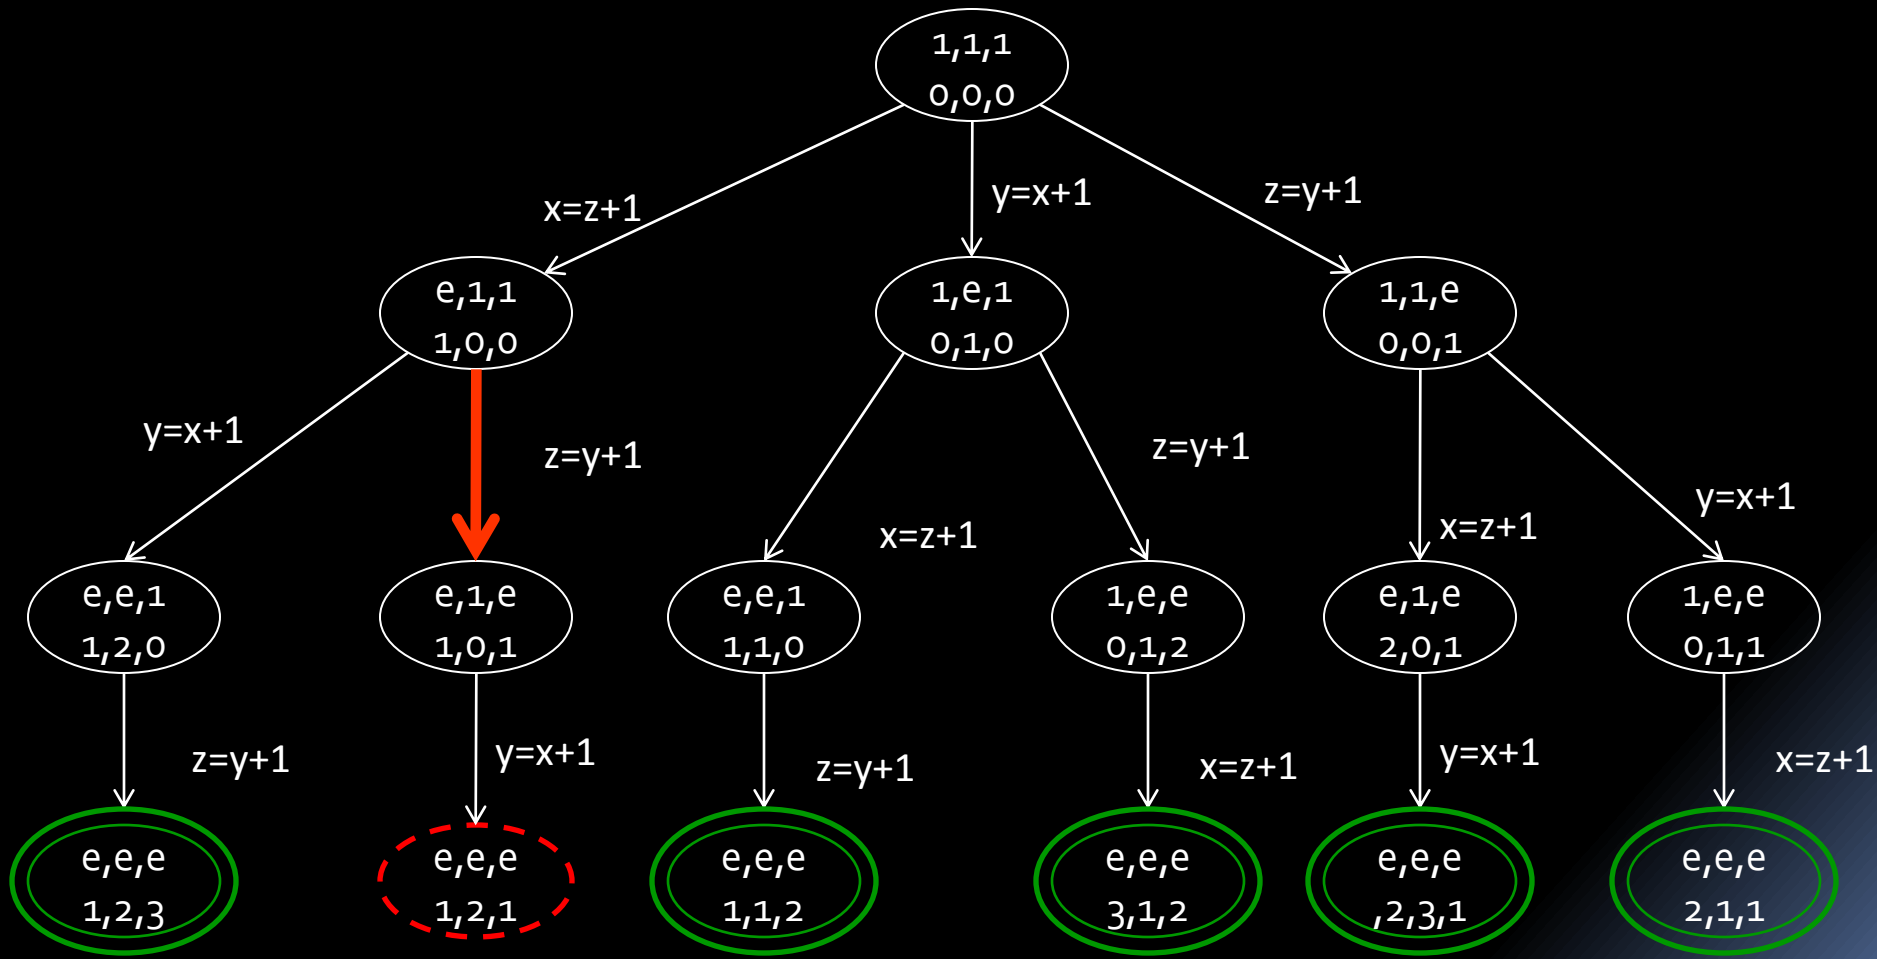 1,1,1
0,0,0
x=z+1
y=x+1
z=y+1
e,1,1
1,0,0
1,e,1
0,1,0
1,1,e
0,0,1
y=x+1
z=y+1
x=z+1
z=y+1
x=z+1
y=x+1
e,e,1
1,2,0
e,1,e
1,0,1
e,e,1
1,1,0
1,e,e
0,1,2
e,1,e
2,0,1
1,e,e
0,1,1
z=y+1
y=x+1
z=y+1
x=z+1
y=x+1
x=z+1
e,e,e
1,2,3
e,e,e
1,2,1
e,e,e
1,1,2
e,e,e
3,1,2
e,e,e
,2,3,1
e,e,e
2,1,1